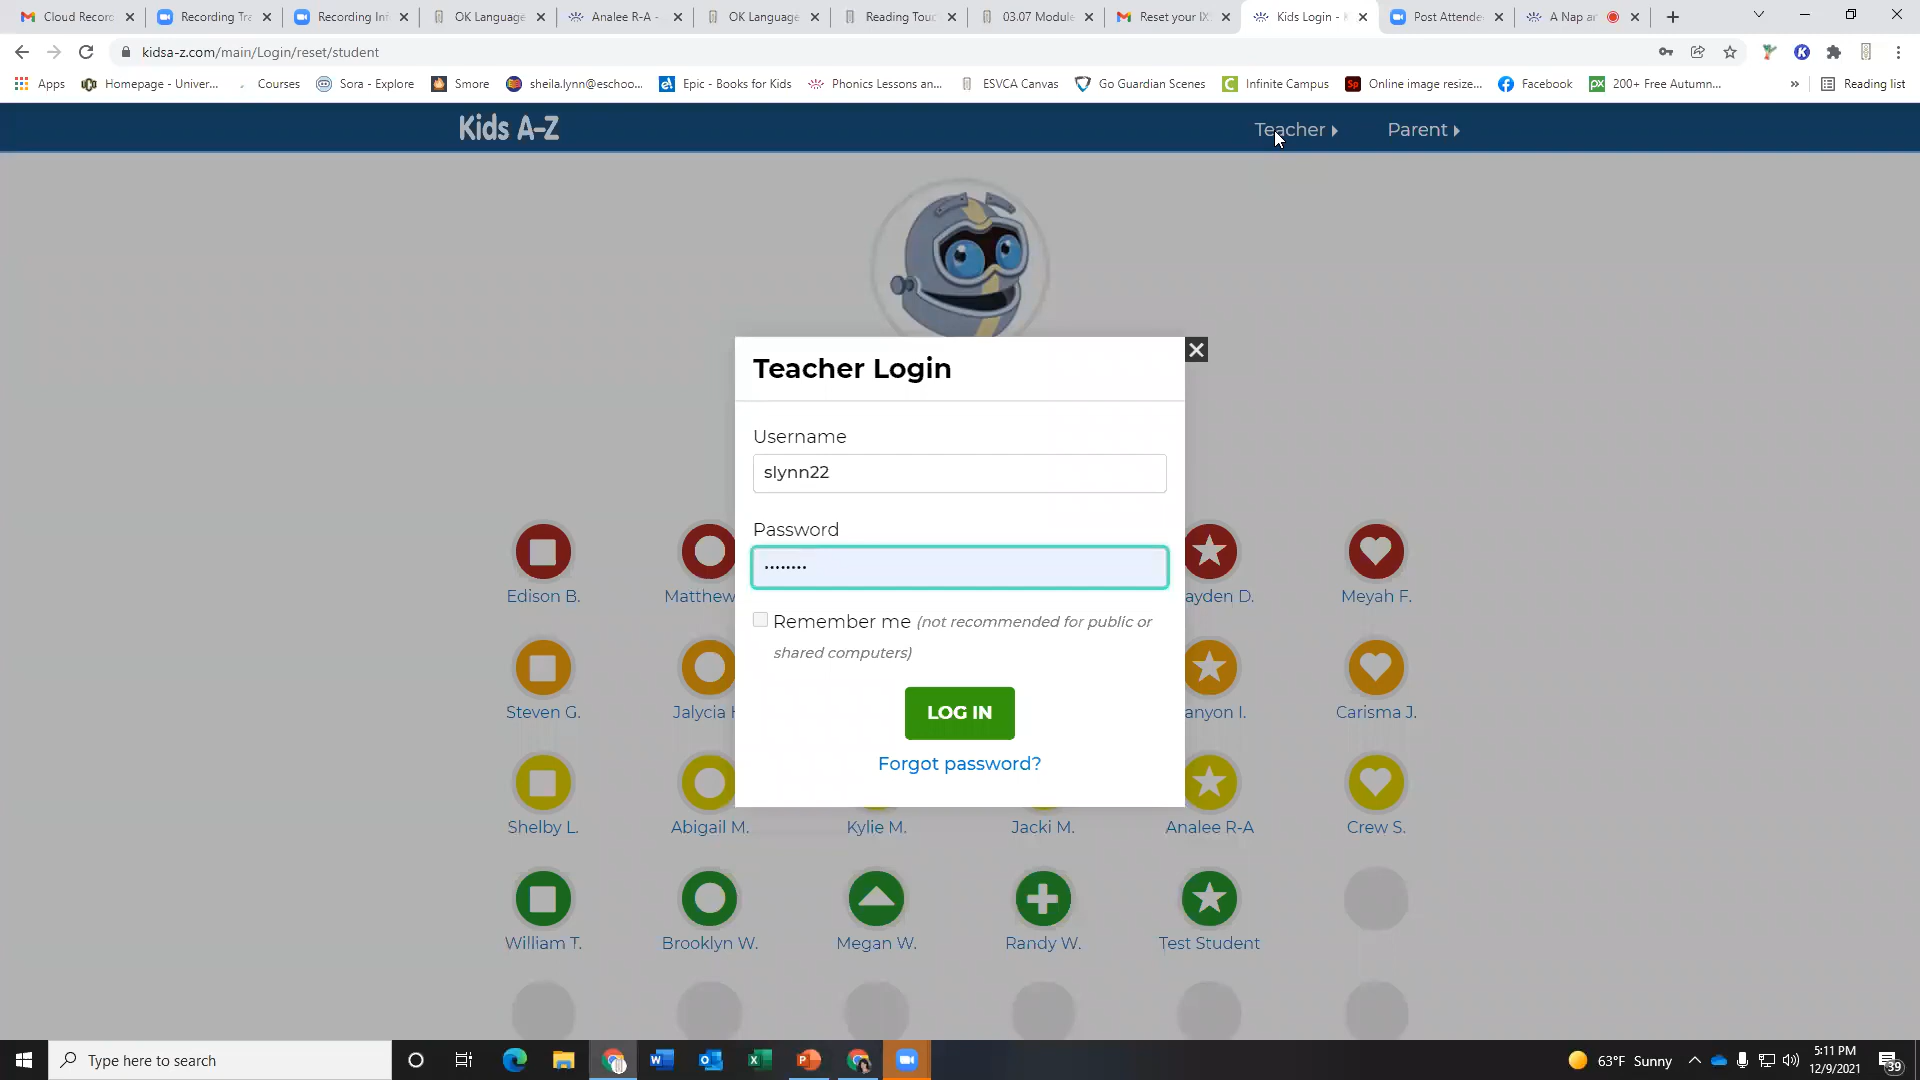 Cloud Recor
Recording Tra
Recording Inf
OK Language
Analee R-A -
OK Language
Reading Touc
03.07 Module
Reset your IX
Kids Login -
Post Attende
A Nap a
kidsa-z.com/main/Login/reset/student
Apps
Homepage - Univer...
Courses
Sora - Explore
Smore
sheila.lynn@eschoo...
Epic - Books for Kids
Phonics Lessons an...
ESVCA Canvas
Go Guardian Scenes
Infinite Campus
Online image resize...
Facebook
200+ Free Autumn...
»
Reading list
Kids A-Z
Teacher
Parent
Teacher Login
Username
slynn22
Password
Remember me (not recommended for public or
shared computers)
LOG IN
Forgot password?
Edison B.
Matthew
ayden D.
Meyah F.
Steven G.
Jalycia
anyon I.
Carisma J.
Shelby L.
Abigail M.
Kylie M.
Jacki M.
Analee R-A
Crew S.
William T.
Brooklyn W.
Megan W.
Randy W.
Test Student
Type here to search
63°F Sunny
5:11 PM
12/9/2021
39